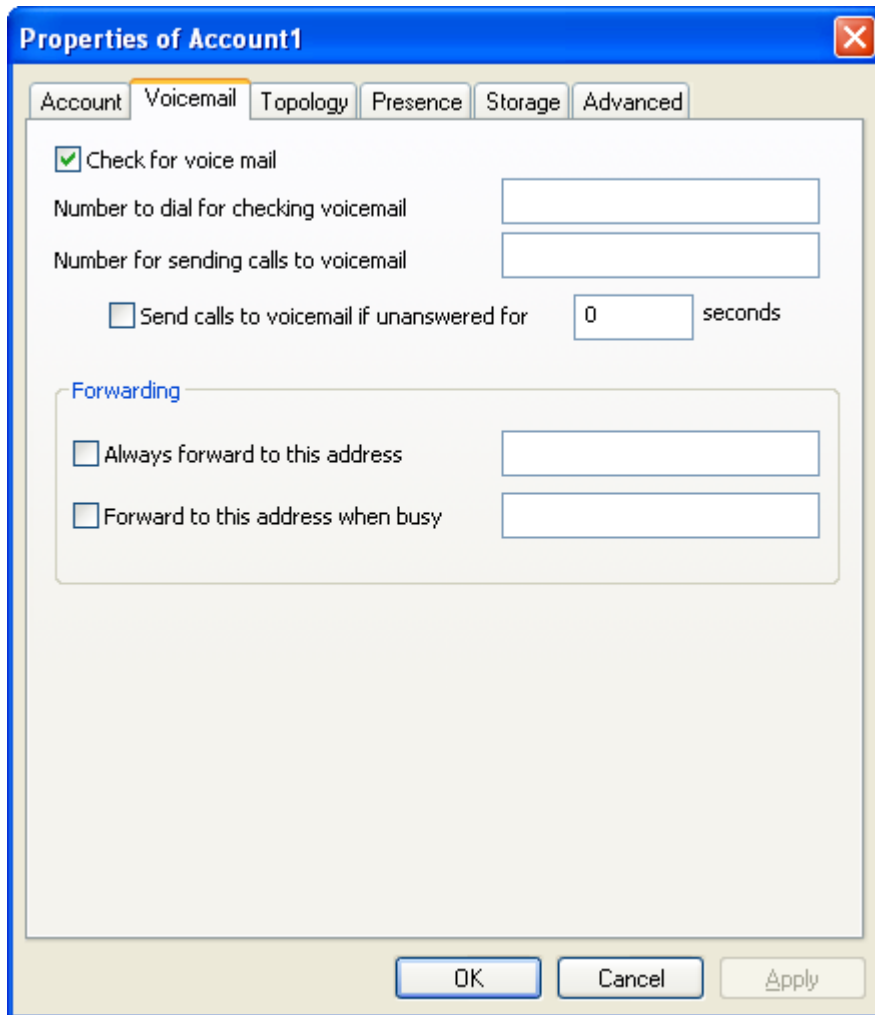 Properties of Account1
Account Voicemail Topology Presence Storage Advanced
Check for voice mail
Number to dial for checking voicemail
Number for sending calls to voicemail
Send calls to voicemail if unanswered for 0 seconds
Forwarding
Always forward to this address
Forward to this address when busy
OK Cancel Apply